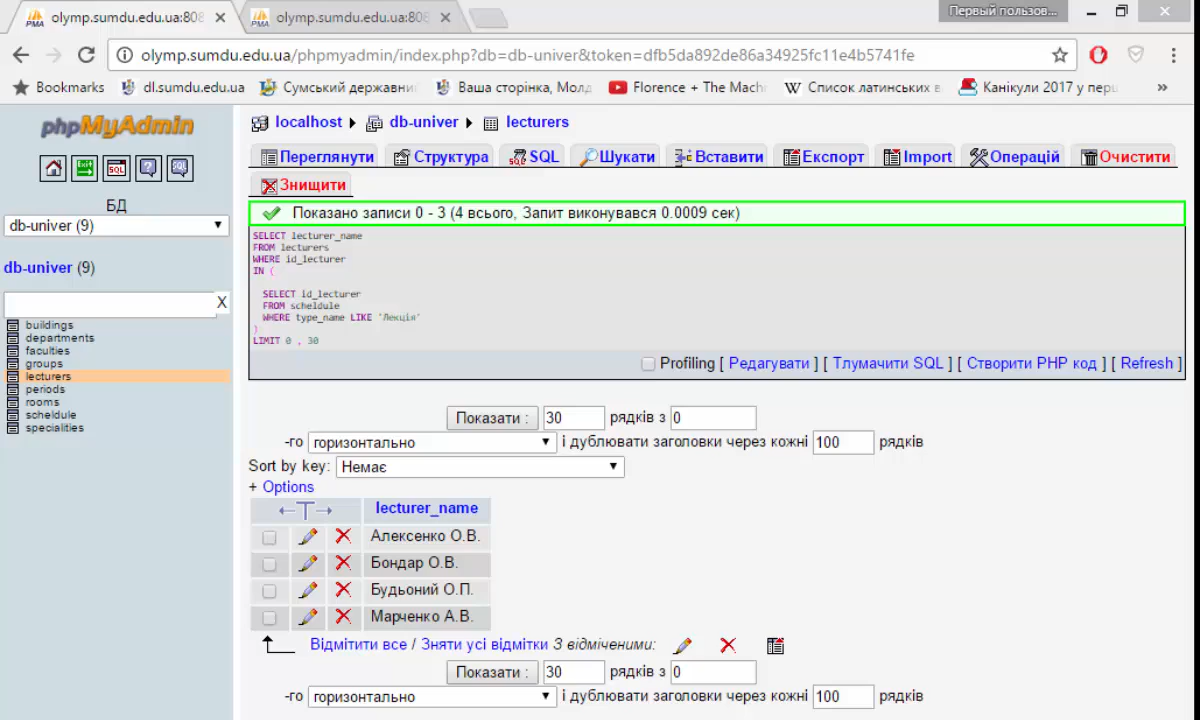 olymp.sumdu.edu.ua:808
olymp.sumdu.edu.ua:808
Первый пользов...
olymp.sumdu.edu.ua/phpmyadmin/index.php?db=db-univer&token=dfb5da892de86a34925fc11e4b5741fe
Bookmarks dl.sumdu.edu.ua Сумський державни Ваша сторінка, Молд Florence + The Mach W Список латинських в Канікули 2017 у перш »
phpMyAdmin
БД
db-univer (9)
db-univer (9)
X
buildings
departments
faculties
groups
lecturers
periods
rooms
scheldule
specialities
localhost db-univer lecturers
Переглянути Структура SQL Шукати Вставити Експорт Import Операцій Очистити
Знищити
Показано записи 0 - 3 (4 всього, Запит виконувався 0.0009 сек)
SELECT lecturer_name
FROM lecturers
WHERE id_lecturer
IN (
SELECT id_lecturer
FROM scheldule
WHERE type_name LIKE 'Лекція'
)
LIMIT 0 , 30
Profiling [ Редагувати ] [ Тлумачити SQL ] [ Створити PHP код ] [ Refresh ]
Показати : 30 рядків з 0
-го горизонтально і дублювати заголовки через кожні 100 рядків
Sort by key: Немає
+ Options
←T→ lecturer_name
Алексенко О.В.
Бондар О.В.
Будьоний О.П.
Марченко А.В.
Відмітити все / Зняти усі відмітки З відміченими:
Показати : 30 рядків з 0
-го горизонтально і дублювати заголовки через кожні 100 рядків